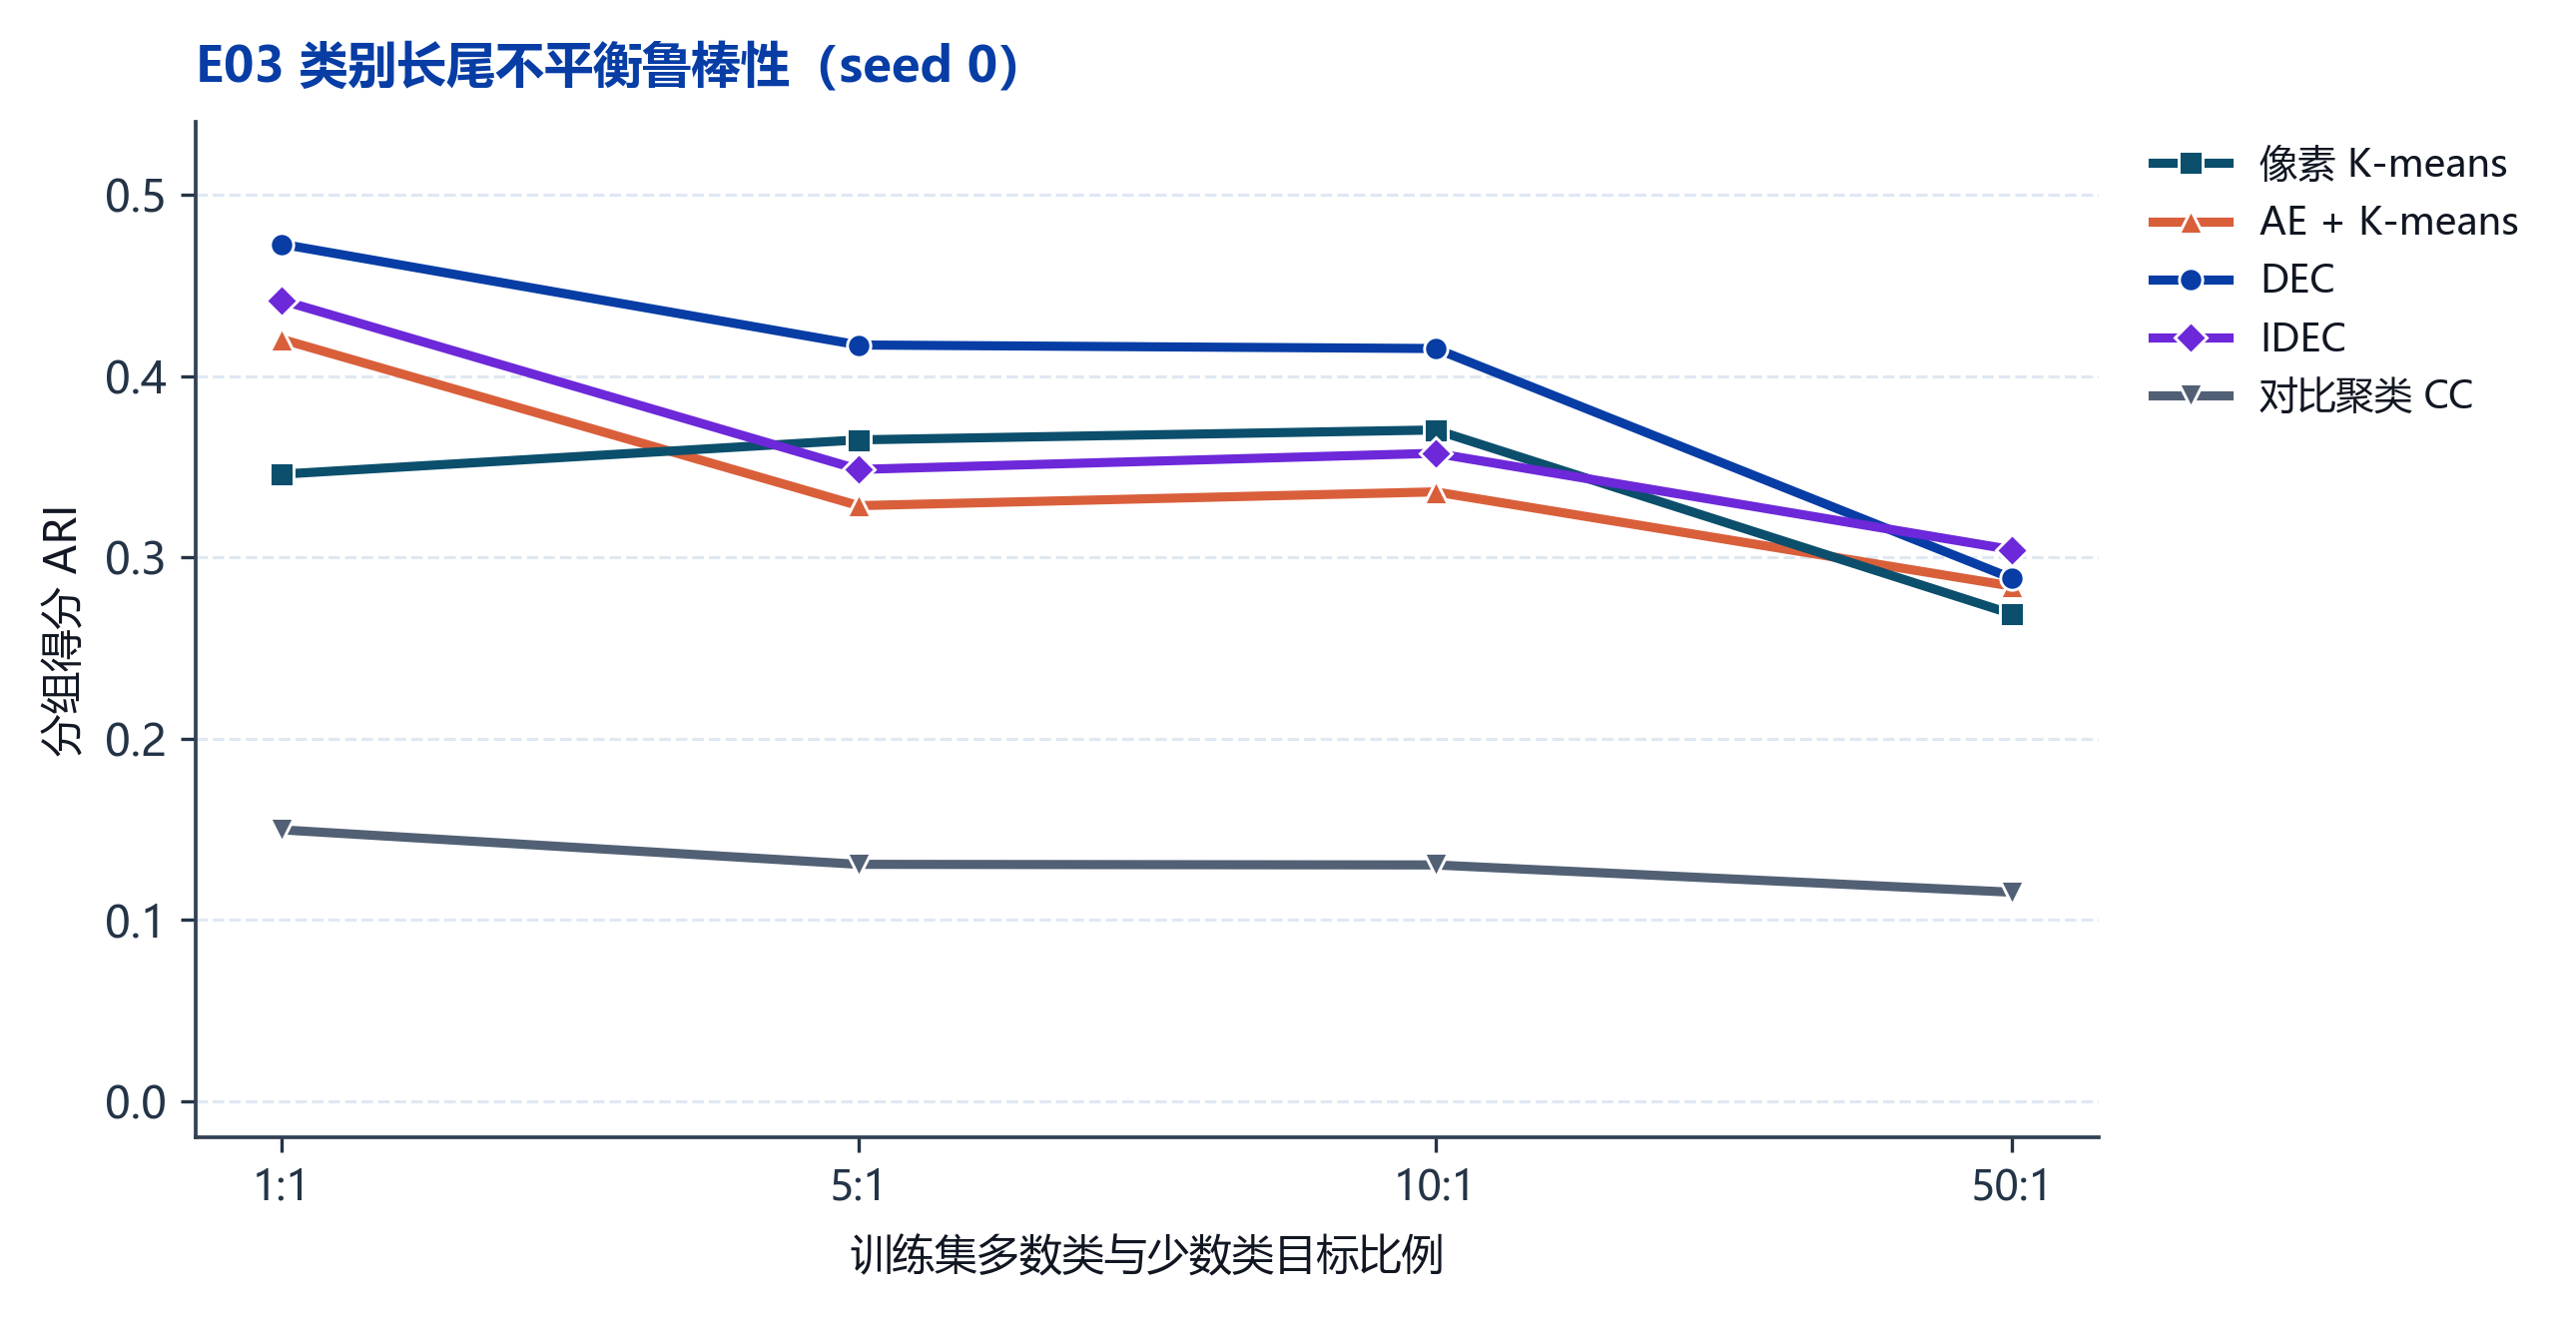 E03 类别长尾不平衡鲁棒性（seed 0）
分组得分 ARI
0.5
0.4
0.3
0.2
0.1
0.0
1:1
5:1
10:1
50:1
训练集多数类与少数类目标比例
像素 K-means
AE + K-means
DEC
IDEC
对比聚类 CC